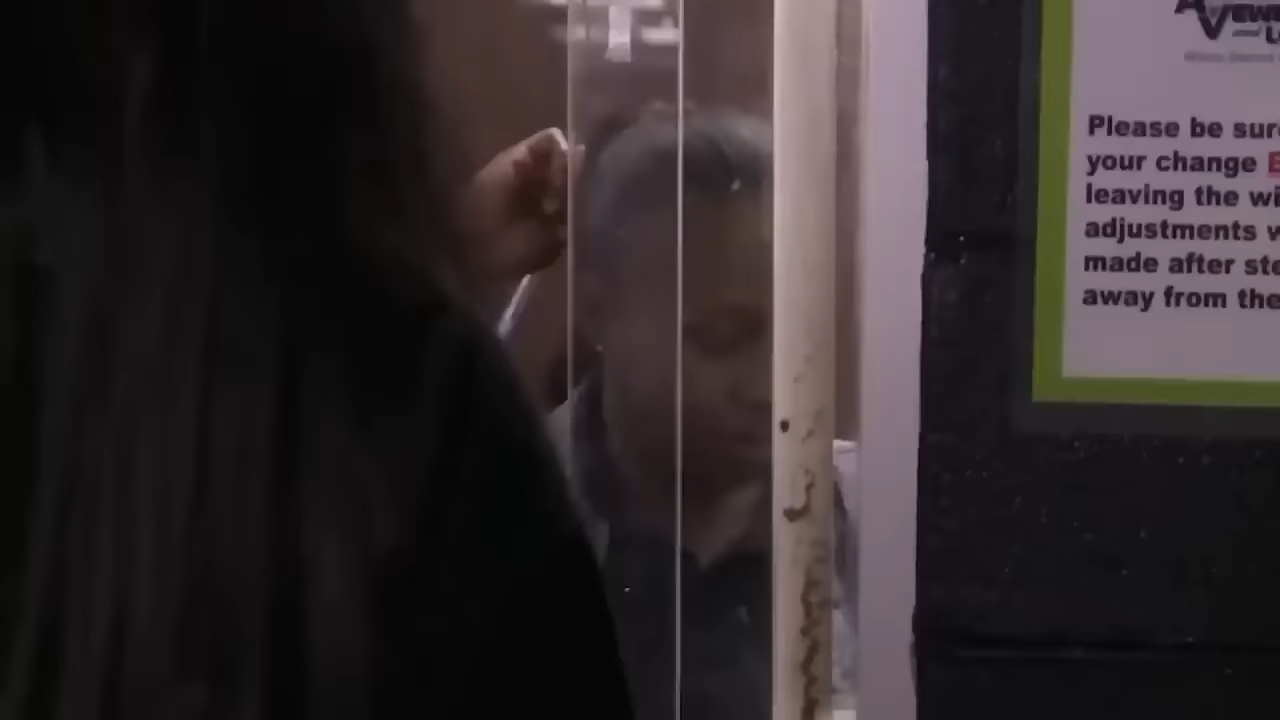 Please be sur
your change
leaving the wi
adjustments w
made after ste
away from the